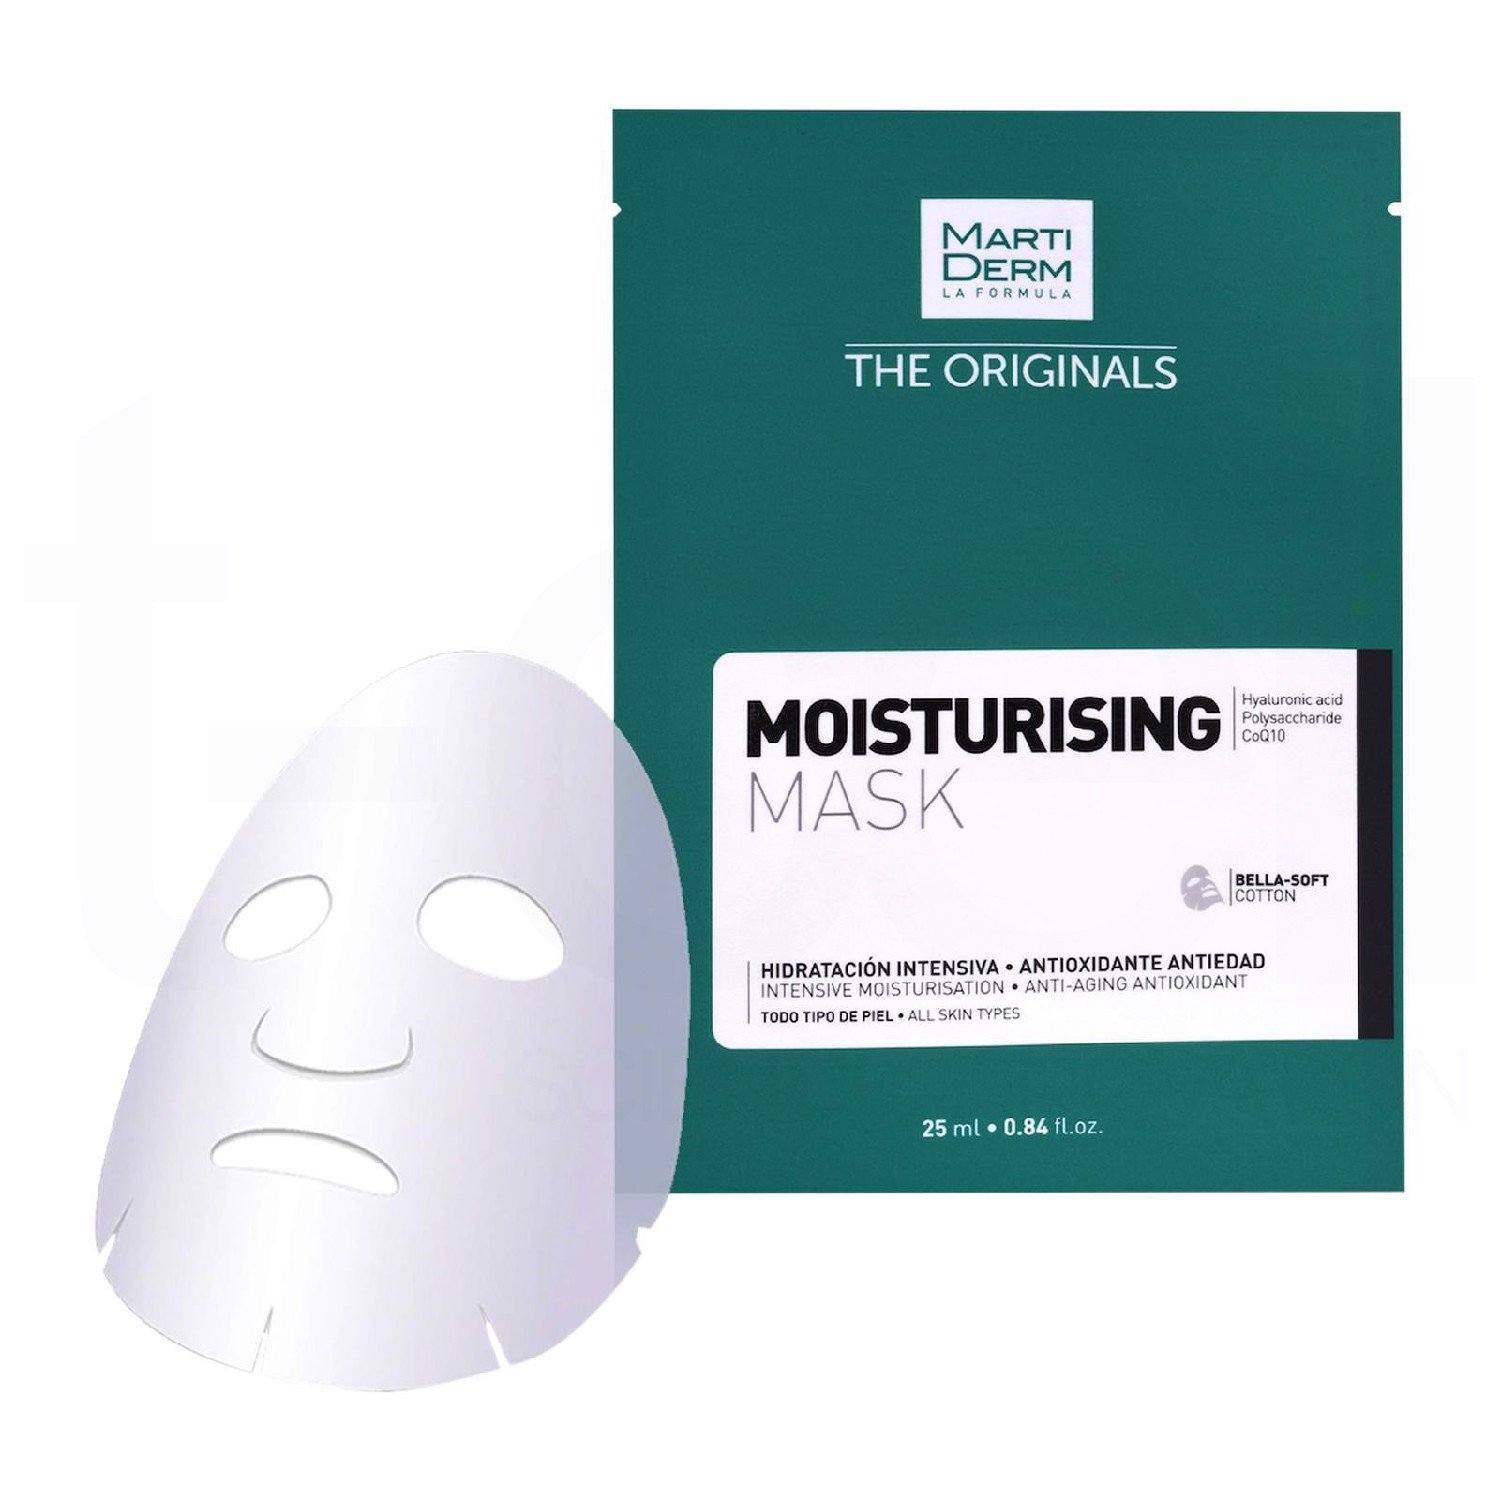 MARTI
DERM
LA FORMULA
THE ORIGINALS
MOISTURISING
MASK
Hyaluronic acid
Polysaccharide
CoQ10
BELLA-SOFT
COTTON
HIDRATACIÓN INTENSIVA • ANTIOXIDANTE ANTIEDAD
INTENSIVE MOISTURISATION • ANTI-AGING ANTIOXIDANT
TODO TIPO DE PIEL • ALL SKIN TYPES
25 ml • 0.84 fl.oz.